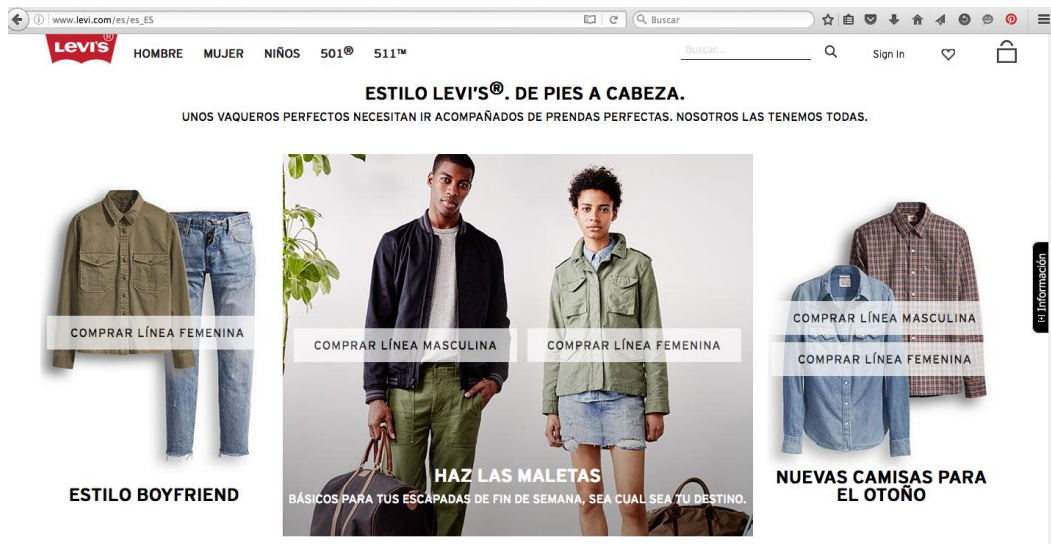 www.levi.com/es/es_ES
Buscar
Levi's®
HOMBRE MUJER NIÑOS 501® 511™
Buscar...
Sign In
ESTILO LEVI'S®. DE PIES A CABEZA.
UNOS VAQUEROS PERFECTOS NECESITAN IR ACOMPAÑADOS DE PRENDAS PERFECTAS. NOSOTROS LAS TENEMOS TODAS.
COMPRAR LÍNEA FEMENINA
ESTILO BOYFRIEND
COMPRAR LÍNEA MASCULINA
COMPRAR LÍNEA FEMENINA
HAZ LAS MALETAS
BÁSICOS PARA TUS ESCAPADAS DE FIN DE SEMANA, SEA CUAL SEA TU DESTINO.
COMPRAR LÍNEA MASCULINA
COMPRAR LÍNEA FEMENINA
NUEVAS CAMISAS PARA
EL OTOÑO
Información